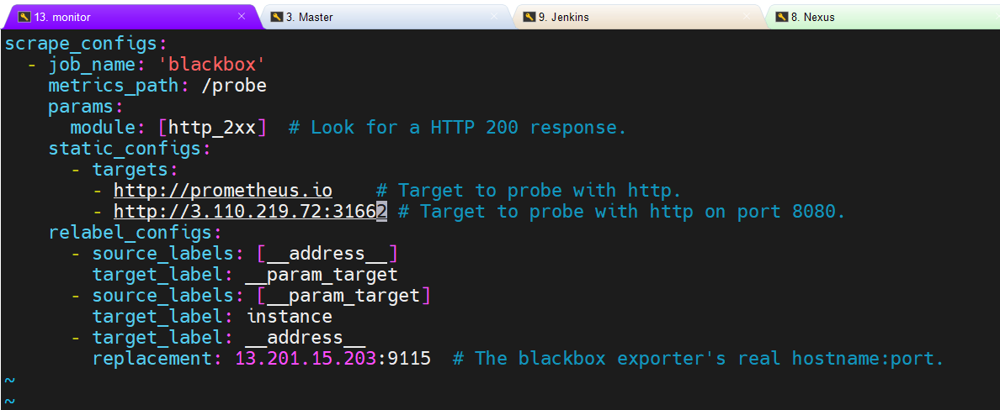 13. monitor
3. Master
9. Jenkins
8. Nexus
scrape_configs:
  - job_name: 'blackbox'
    metrics_path: /probe
    params:
      module: [http_2xx]  # Look for a HTTP 200 response.
    static_configs:
      - targets:
        - http://prometheus.io    # Target to probe with http.
        - http://3.110.219.72:31662 # Target to probe with http on port 8080.
    relabel_configs:
      - source_labels: [__address__]
        target_label: __param_target
      - source_labels: [__param_target]
        target_label: instance
      - target_label: __address__
        replacement: 13.201.15.203:9115  # The blackbox exporter's real hostname:port.
~
~